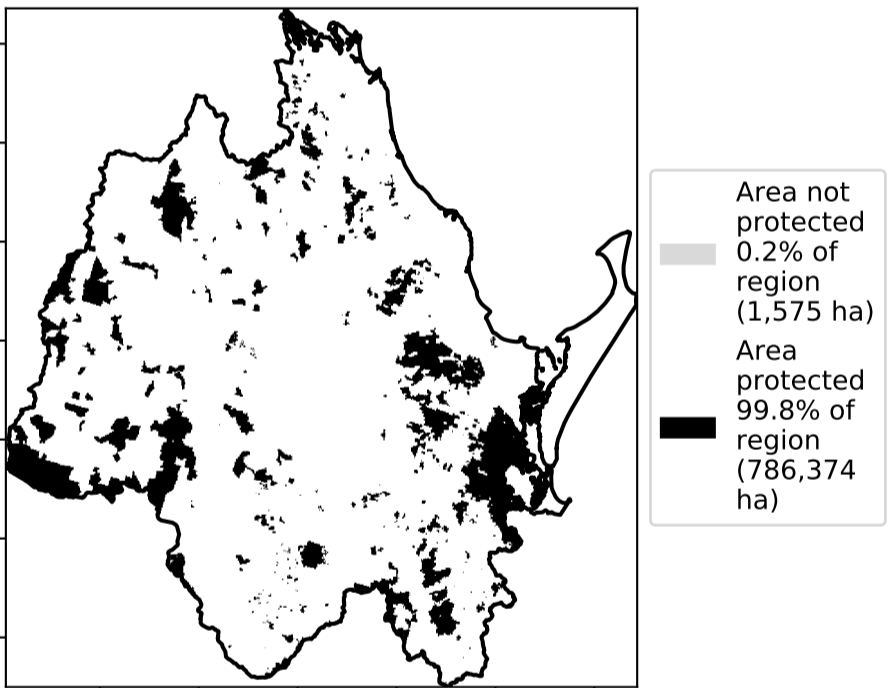 Area not
protected
0.2% of
region
(1,575 ha)
Area
protected
99.8% of
region
(786,374
ha)